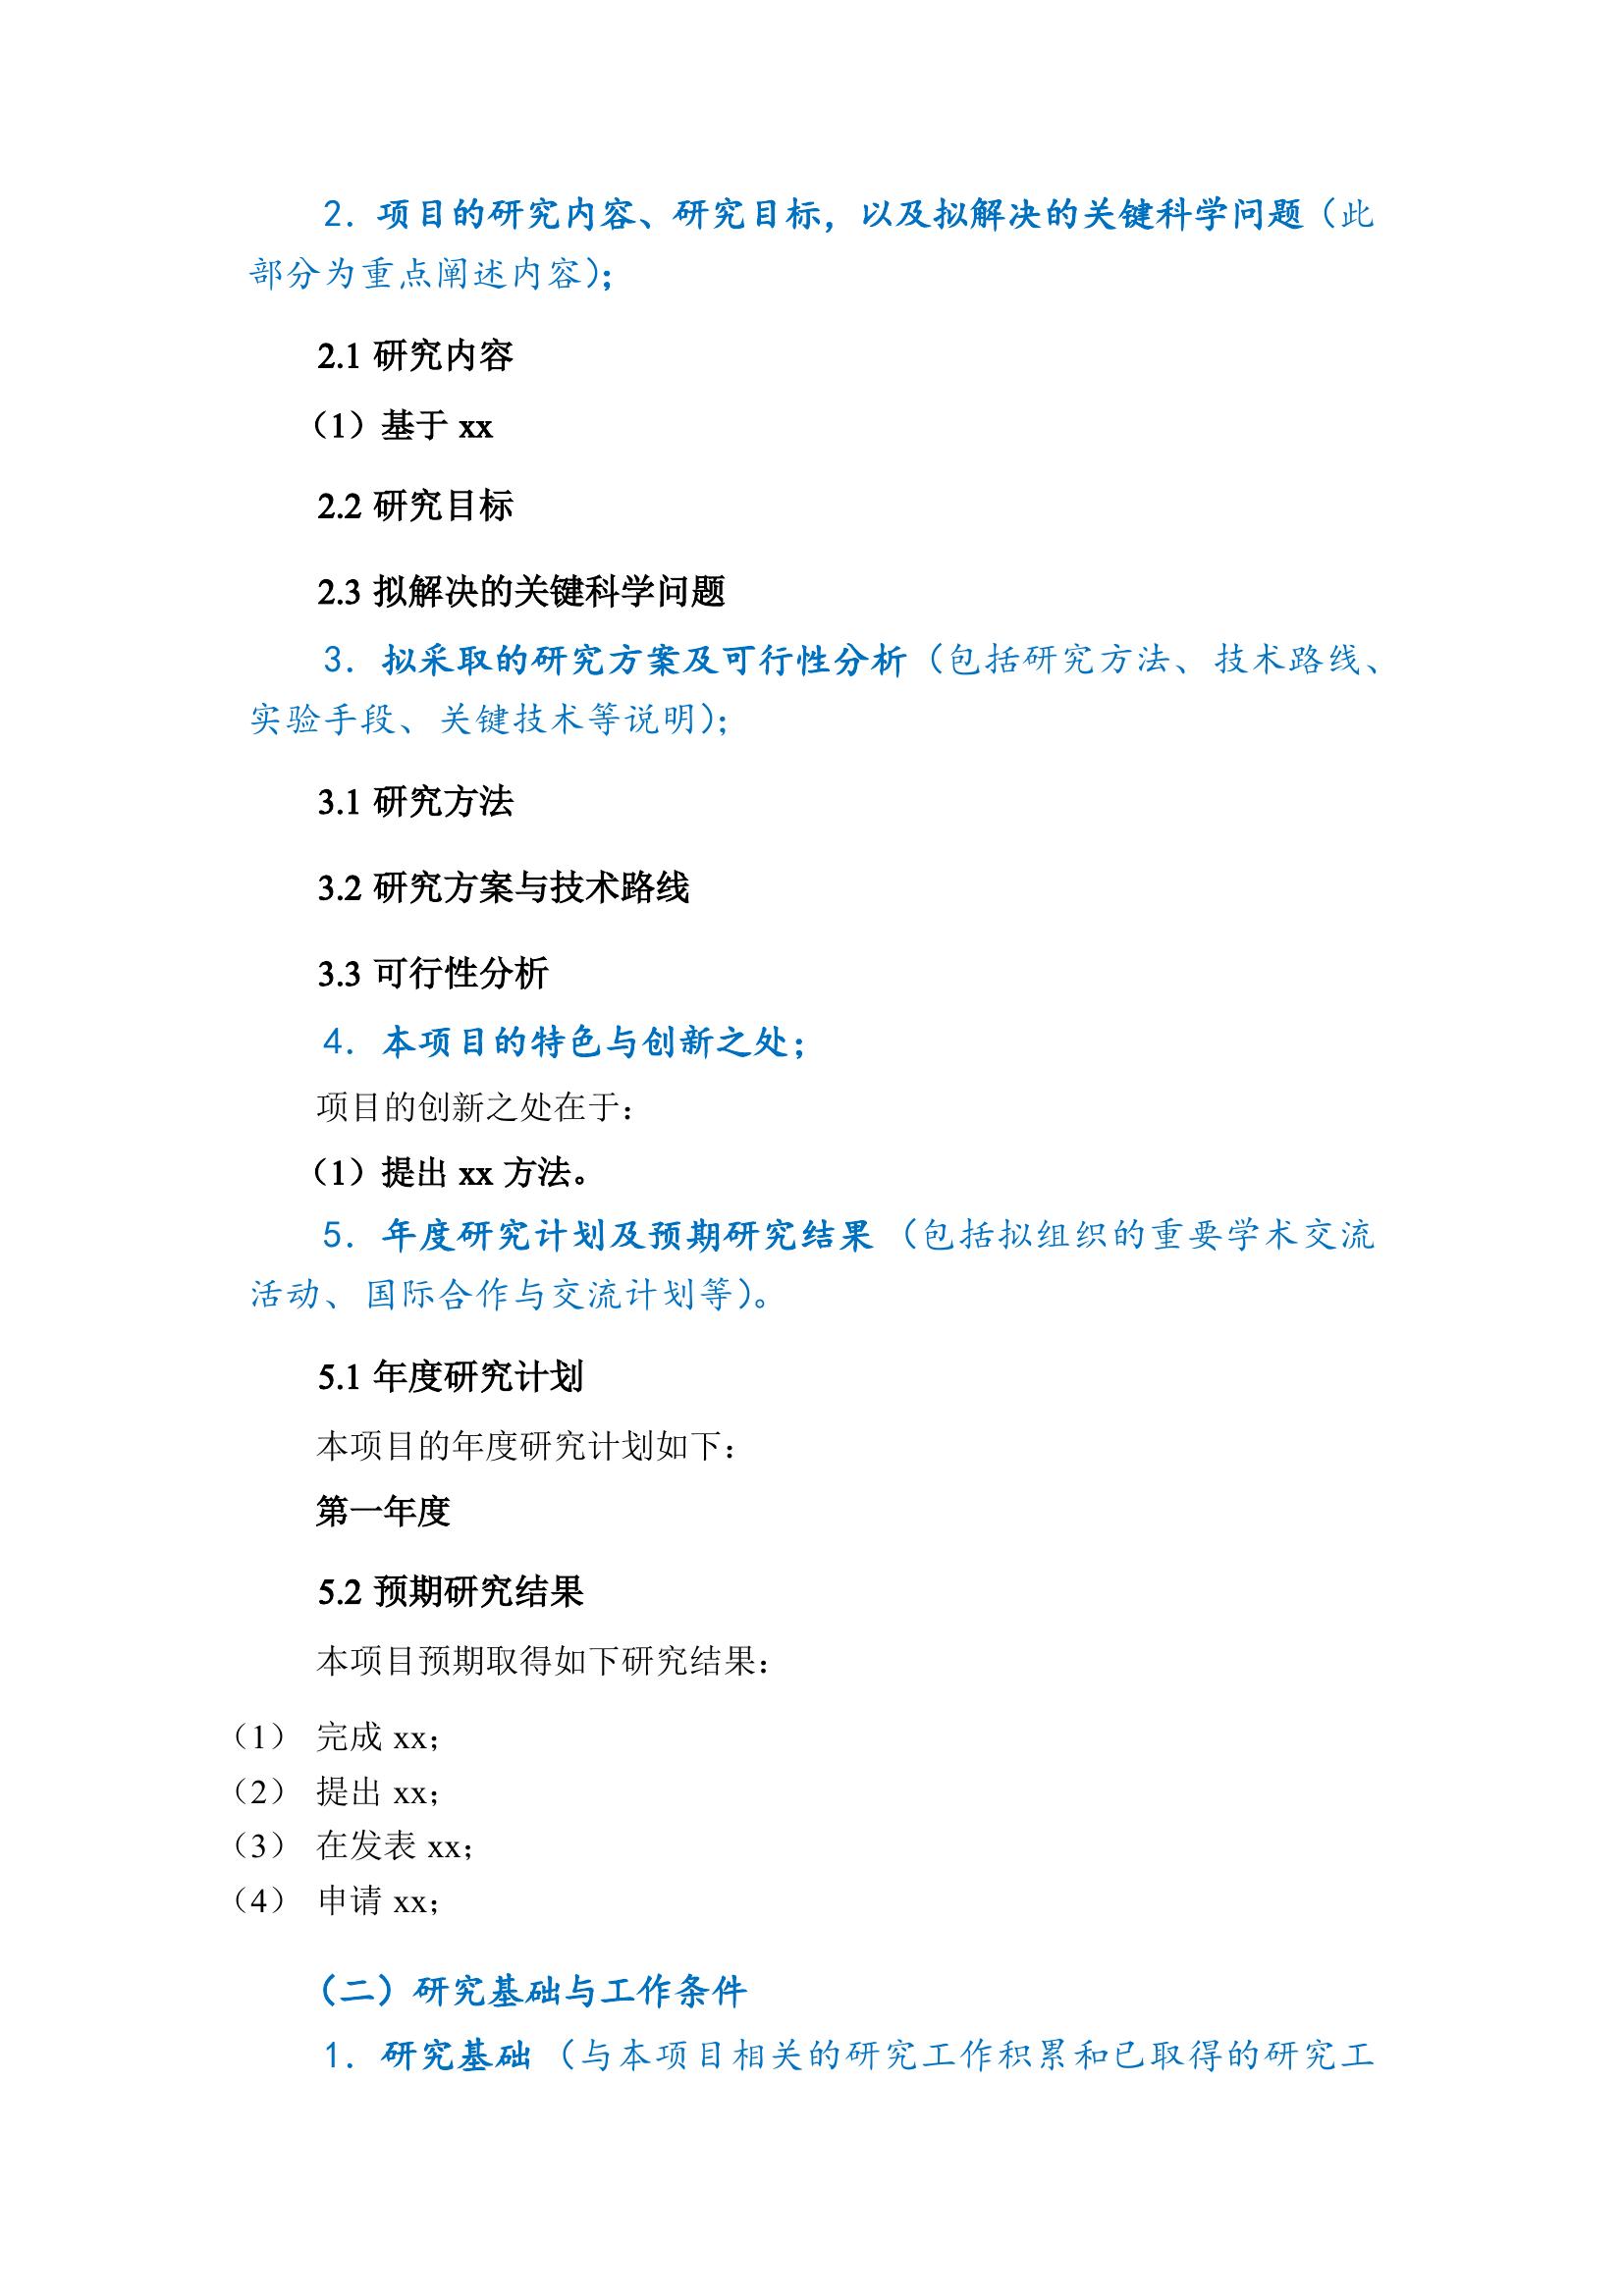 2. 项目的研究内容、研究目标，以及拟解决的关键科学问题（此
部分为重点阐述内容）；
2.1 研究内容
（1）基于 xx
2.2 研究目标
2.3 拟解决的关键科学问题
3. 拟采取的研究方案及可行性分析（包括研究方法、技术路线、
实验手段、关键技术等说明）；
3.1 研究方法
3.2 研究方案与技术路线
3.3 可行性分析
4. 本项目的特色与创新之处；
项目的创新之处在于：
（1）提出 xx 方法。
5. 年度研究计划及预期研究结果（包括拟组织的重要学术交流
活动、国际合作与交流计划等）。
5.1 年度研究计划
本项目的年度研究计划如下：
第一年度
5.2 预期研究结果
本项目预期取得如下研究结果：
（1） 完成 xx；
（2） 提出 xx；
（3） 在发表 xx；
（4） 申请 xx；
（二）研究基础与工作条件
1. 研究基础（与本项目相关的研究工作积累和已取得的研究工